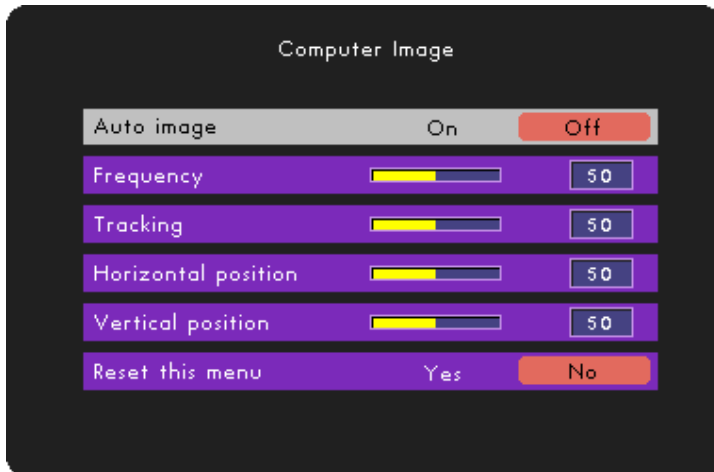 Computer Image
Auto image On Off
Frequency 50
Tracking 50
Horizontal position 50
Vertical position 50
Reset this menu Yes No